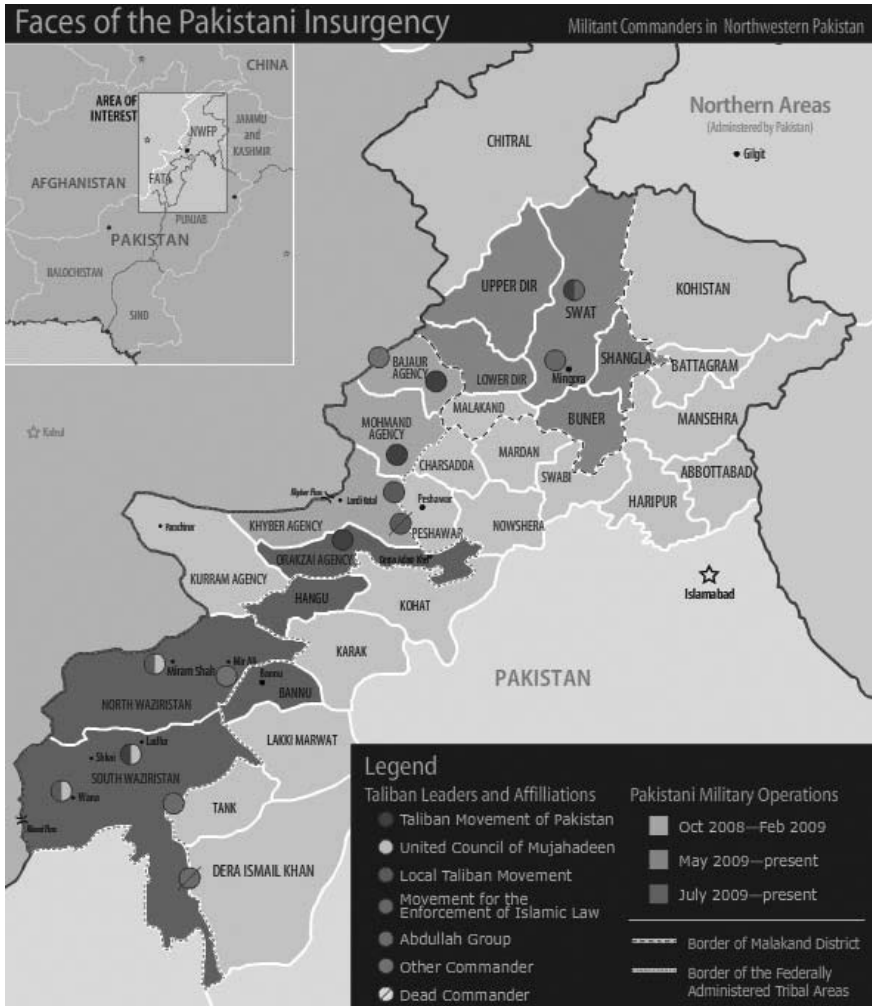 Faces of the Pakistani Insurgency
Militant Commanders in Northwestern Pakistan
CHINA
AREA OF
INTEREST
NWFP
JAMMU
and
KASHMIR
FATA
AFGHANISTAN
PUNJAB
PAKISTAN
BALOCHISTAN
SIND
Northern Areas
(Adminstered by Pakistan)
Gilgit
CHITRAL
UPPER DIR
SWAT
KOHISTAN
BAJAUR
AGENCY
LOWER DIR
Mingora
SHANGLA
BATTAGRAM
MALAKAND
BUNER
MANSEHRA
Kabul
MOHMAND
AGENCY
CHARSADDA
MARDAN
SWABI
ABBOTTABAD
HARIPUR
Landi Kotal
Peshawar
KHYBER AGENCY
PESHAWAR
NOWSHERA
Parachinar
ORAKZAI AGENCY
KURRAM AGENCY
HANGU
KOHAT
Islamabad
KARAK
Miram Shah
Mir Ali
Bannu
BANNU
NORTH WAZIRISTAN
PAKISTAN
LAKKI MARWAT
Ladha
Shkai
SOUTH WAZIRISTAN
Wana
TANK
DERA ISMAIL KHAN
Legend
Taliban Leaders and Affilliations
Taliban Movement of Pakistan
United Council of Mujahadeen
Local Taliban Movement
Movement for the
Enforcement of Islamic Law
Abdullah Group
Other Commander
Dead Commander
Pakistani Military Operations
Oct 2008—Feb 2009
May 2009—present
July 2009—present
Border of Malakand District
Border of the Federally
Administered Tribal Areas